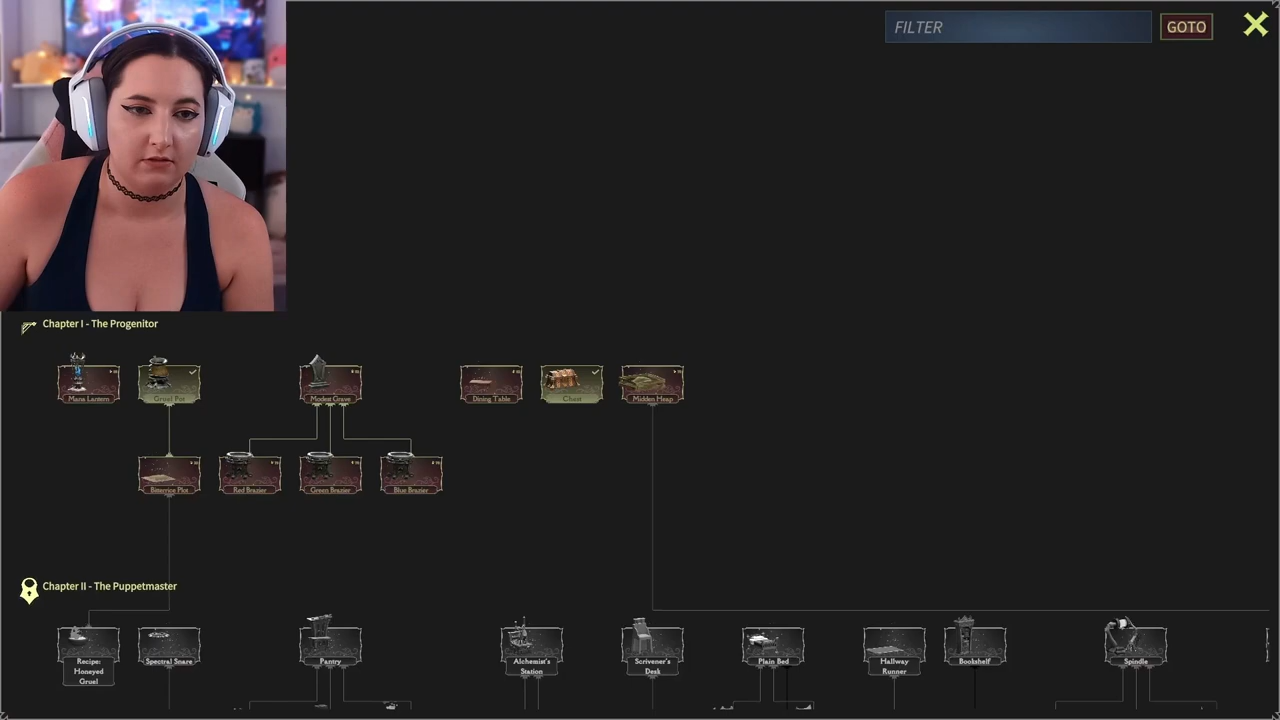 FILTER
GOTO
Chapter I - The Progenitor
Mana Lantern
Gruel Pot
Modest Grave
Dining Table
Chest
Midden Heap
Bitterrice Plot
Red Brazier
Green Brazier
Blue Brazier
Chapter II - The Puppetmaster
Recipe:
Honeyed
Gruel
Spectral Snare
Pantry
Alchemist's
Station
Scrivener's
Desk
Plain Bed
Hallway
Runner
Bookshelf
Spindle